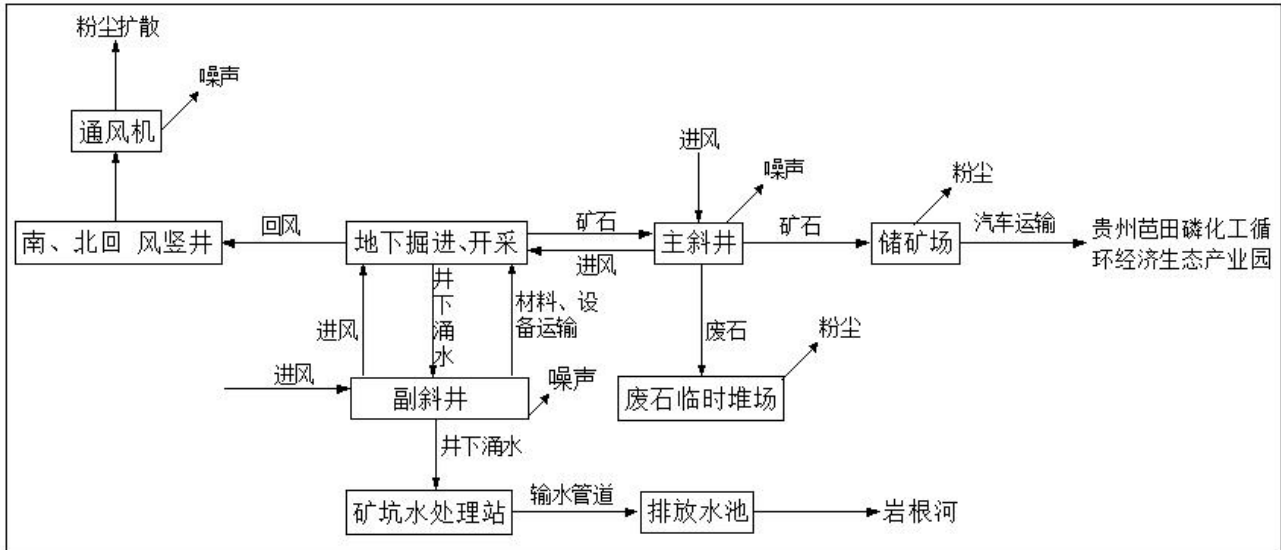 粉尘扩散
噪声
通风机
进风
噪声
粉尘
南、北回 风竖井
回风
地下掘进、开采
矿石
进风
主斜井
矿石
储矿场
汽车运输
贵州芭田磷化工循
环经济生态产业园
进风
井
下
涌
水
材料、设
备运输
废石
粉尘
进风
副斜井
噪声
废石临时堆场
井下涌水
矿坑水处理站
输水管道
排放水池
岩根河